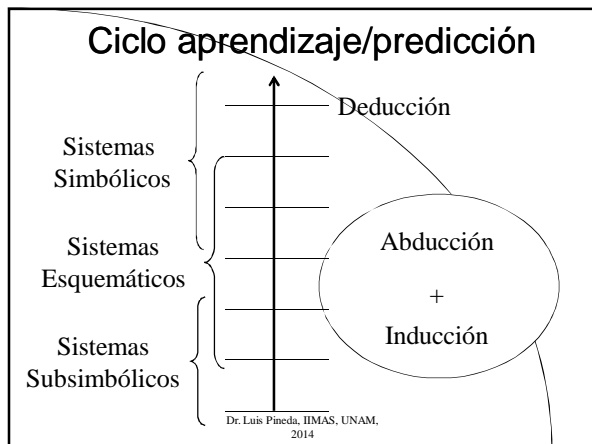 Ciclo aprendizaje/predicción
Deducción
Sistemas
Simbólicos
Abducción
+
Inducción
Sistemas
Esquemáticos
Sistemas
Subsimbólicos
Dr. Luis Pineda, IIMAS, UNAM,
2014